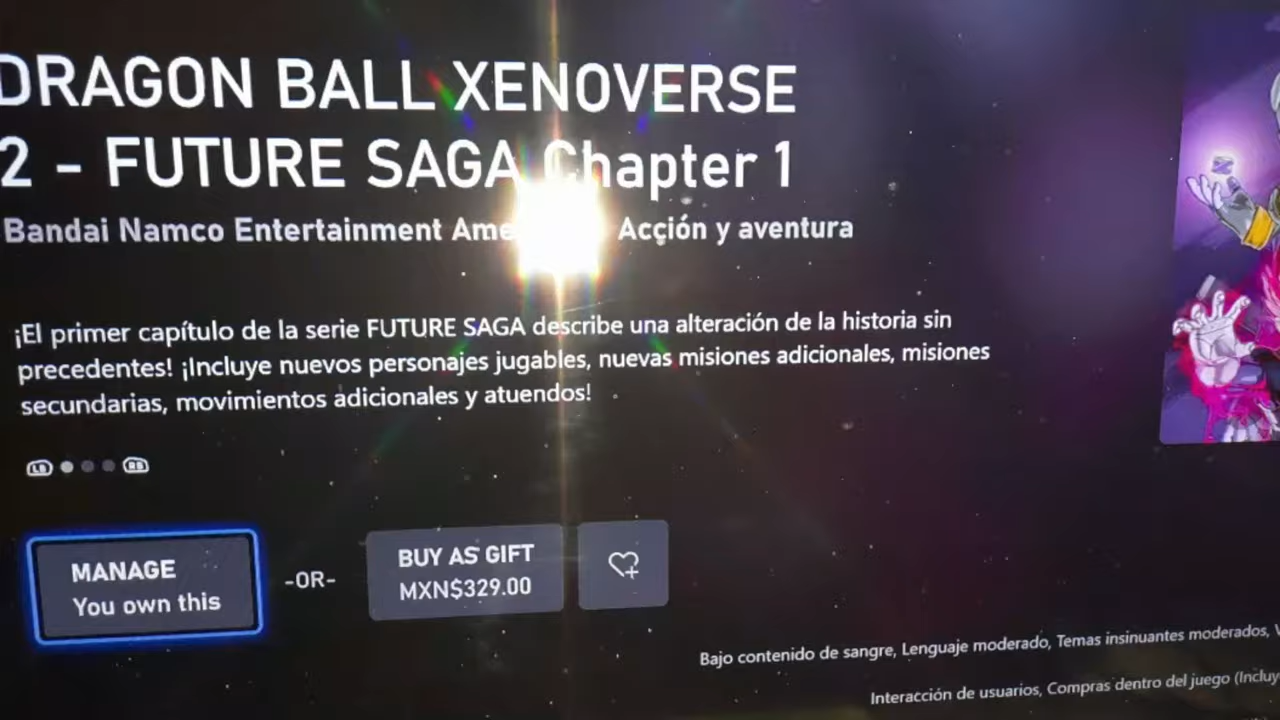 DRAGON BALL XENOVERSE
2 - FUTURE SAGA Chapter 1
Bandai Namco Entertainment Acción y aventura
¡El primer capítulo de la serie FUTURE SAGA describe una alteración de la historia sin
precedentes! ¡Incluye nuevos personajes jugables, nuevas misiones adicionales, misiones
secundarias, movimientos adicionales y atuendos!
LB RB
MANAGE
You own this
-OR-
BUY AS GIFT
MXN$329.00
Bajo contenido de sangre, Lenguaje moderado, Temas insinuantes moderados,
Interacción de usuarios, Compras dentro del juego